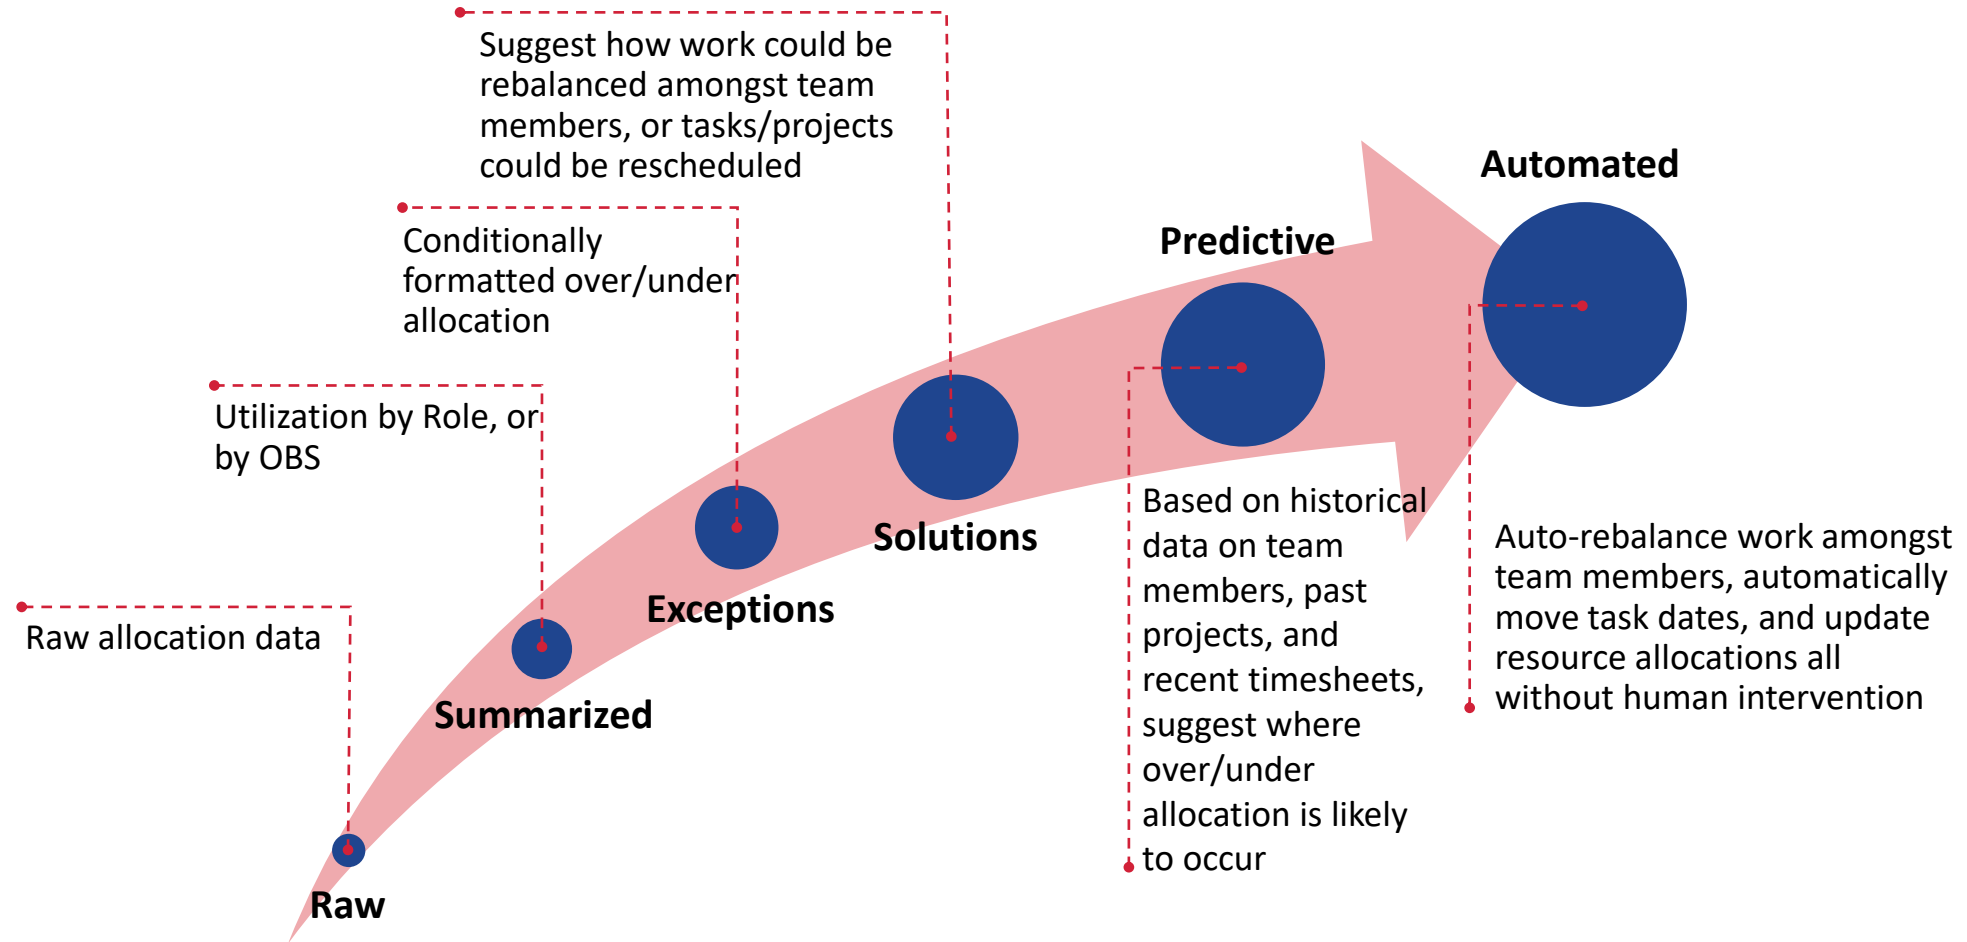 Suggest how work could be
rebalanced amongst team
members, or tasks/projects
could be rescheduled
Automated
Conditionally
formatted over/under
allocation
Predictive
Utilization by Role, or
by OBS
Solutions
Based on historical
data on team
members, past
projects, and
recent timesheets,
suggest where
over/under
allocation is likely
to occur
Auto-rebalance work amongst
team members, automatically
move task dates, and update
resource allocations all
without human intervention
Exceptions
Raw allocation data
Summarized
Raw